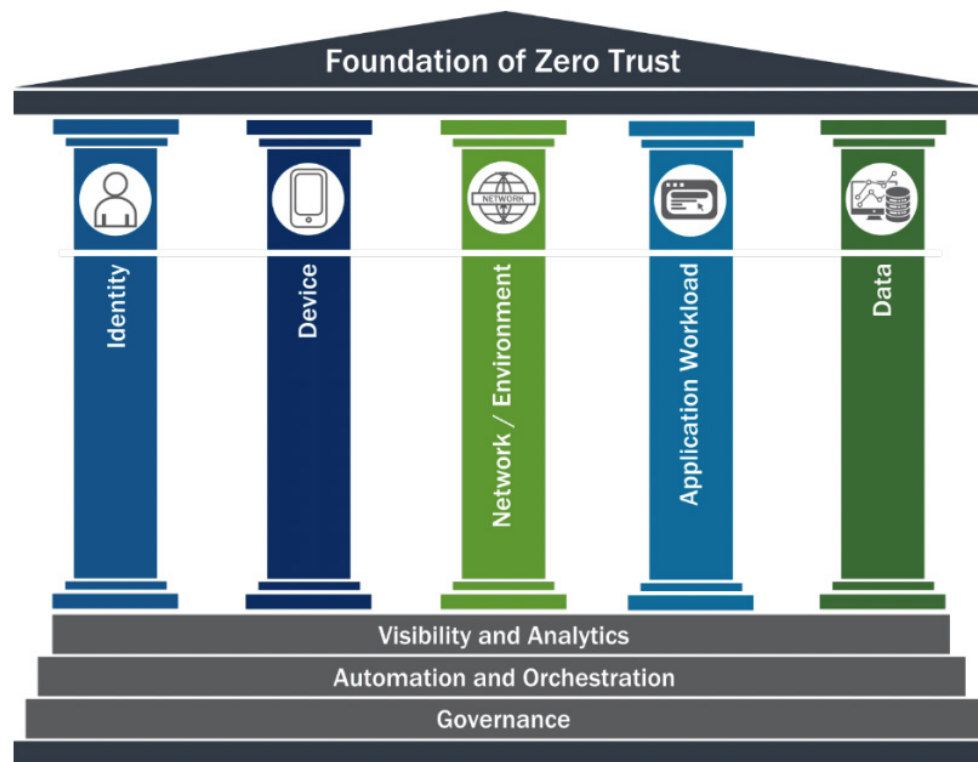 Foundation of Zero Trust
NETWORK
Identity
Device
Network / Environment
Application Workload
Data
Visibility and Analytics
Automation and Orchestration
Governance